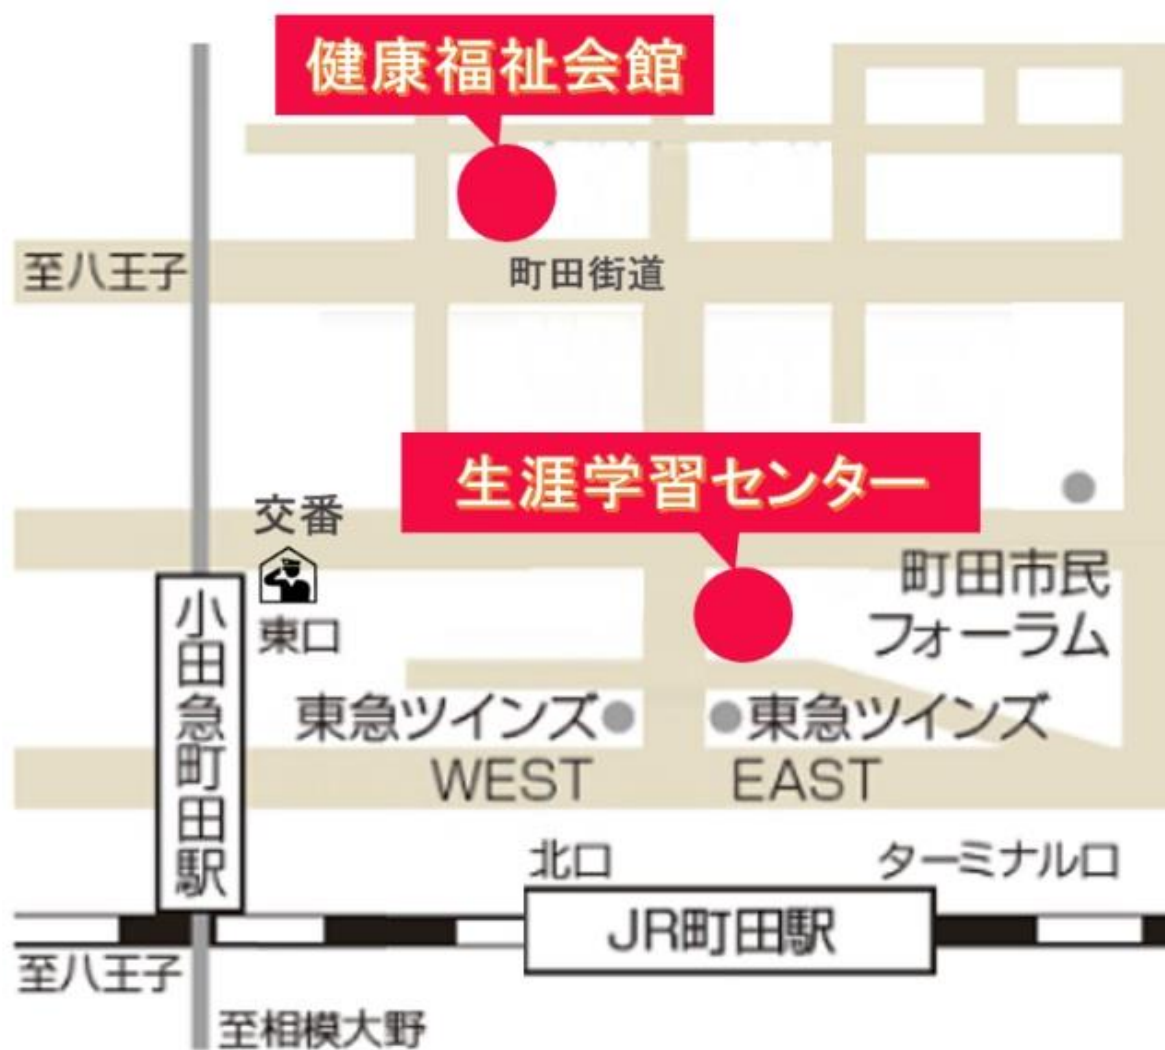 健康福祉会館
至八王子
町田街道
生涯学習センター
交番
東口
小田急町田駅
町田市民
フォーラム
東急ツインズ
WEST
東急ツインズ
EAST
北口
ターミナル口
JR町田駅
至八王子
至相模大野